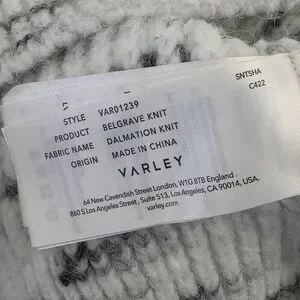 SNTSHA
C422
STYLE VAR01239
PRODUCT BELGRAVE KNIT
FABRIC NAME DALMATION KNIT
ORIGIN MADE IN CHINA
VARLEY
64 New Cavendish Street London, W1G 8TB England.
860 S Los Angeles Street, Suite 513, Los Angeles, CA 90014, USA.
varley.com